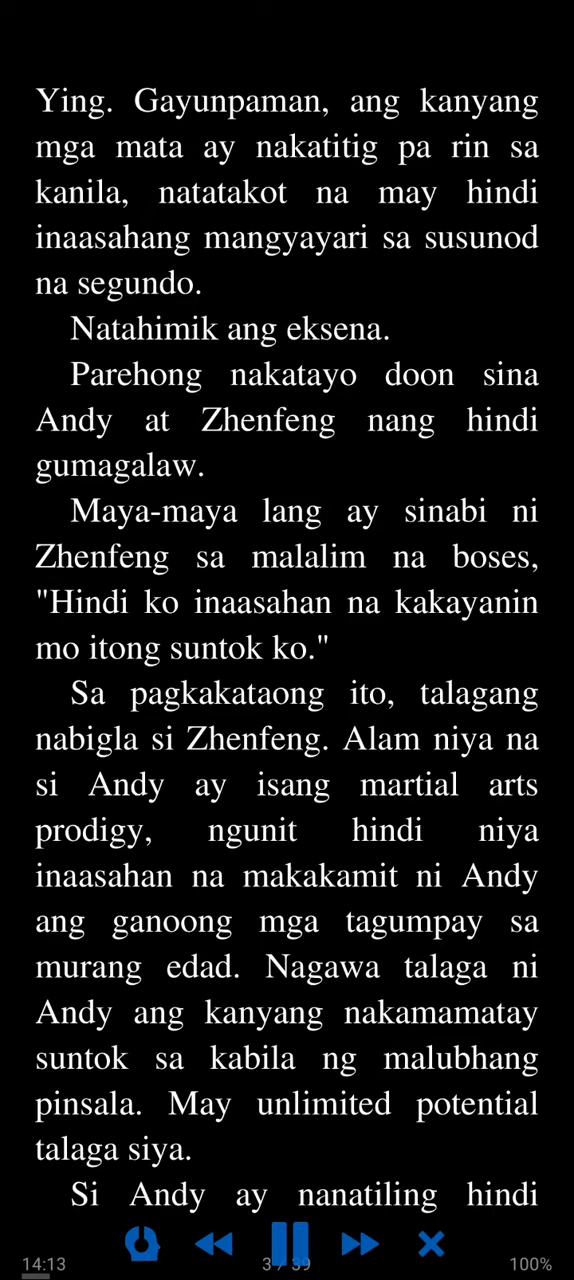 Ying. Gayunpaman, ang kanyang
mga mata ay nakatitig pa rin sa
kanila, natatakot na may hindi
inaasahang mangyayari sa susunod
na segundo.
Natahimik ang eksena.
Parehong nakatayo doon sina
Andy at Zhenfeng nang hindi
gumagalaw.
Maya-maya lang ay sinabi ni
Zhenfeng sa malalim na boses,
"Hindi ko inaasahan na kakayanin
mo itong suntok ko."
Sa pagkakataong ito, talagang
nabigla si Zhenfeng. Alam niya na
si Andy ay isang martial arts
prodigy, ngunit hindi niya
inaasahan na makakamit ni Andy
ang ganoong mga tagumpay sa
murang edad. Nagawa talaga ni
Andy ang kanyang nakamamatay
suntok sa kabila ng malubhang
pinsala. May unlimited potential
talaga siya.
Si Andy ay nanatiling hindi
14:13 3 / 39 100%